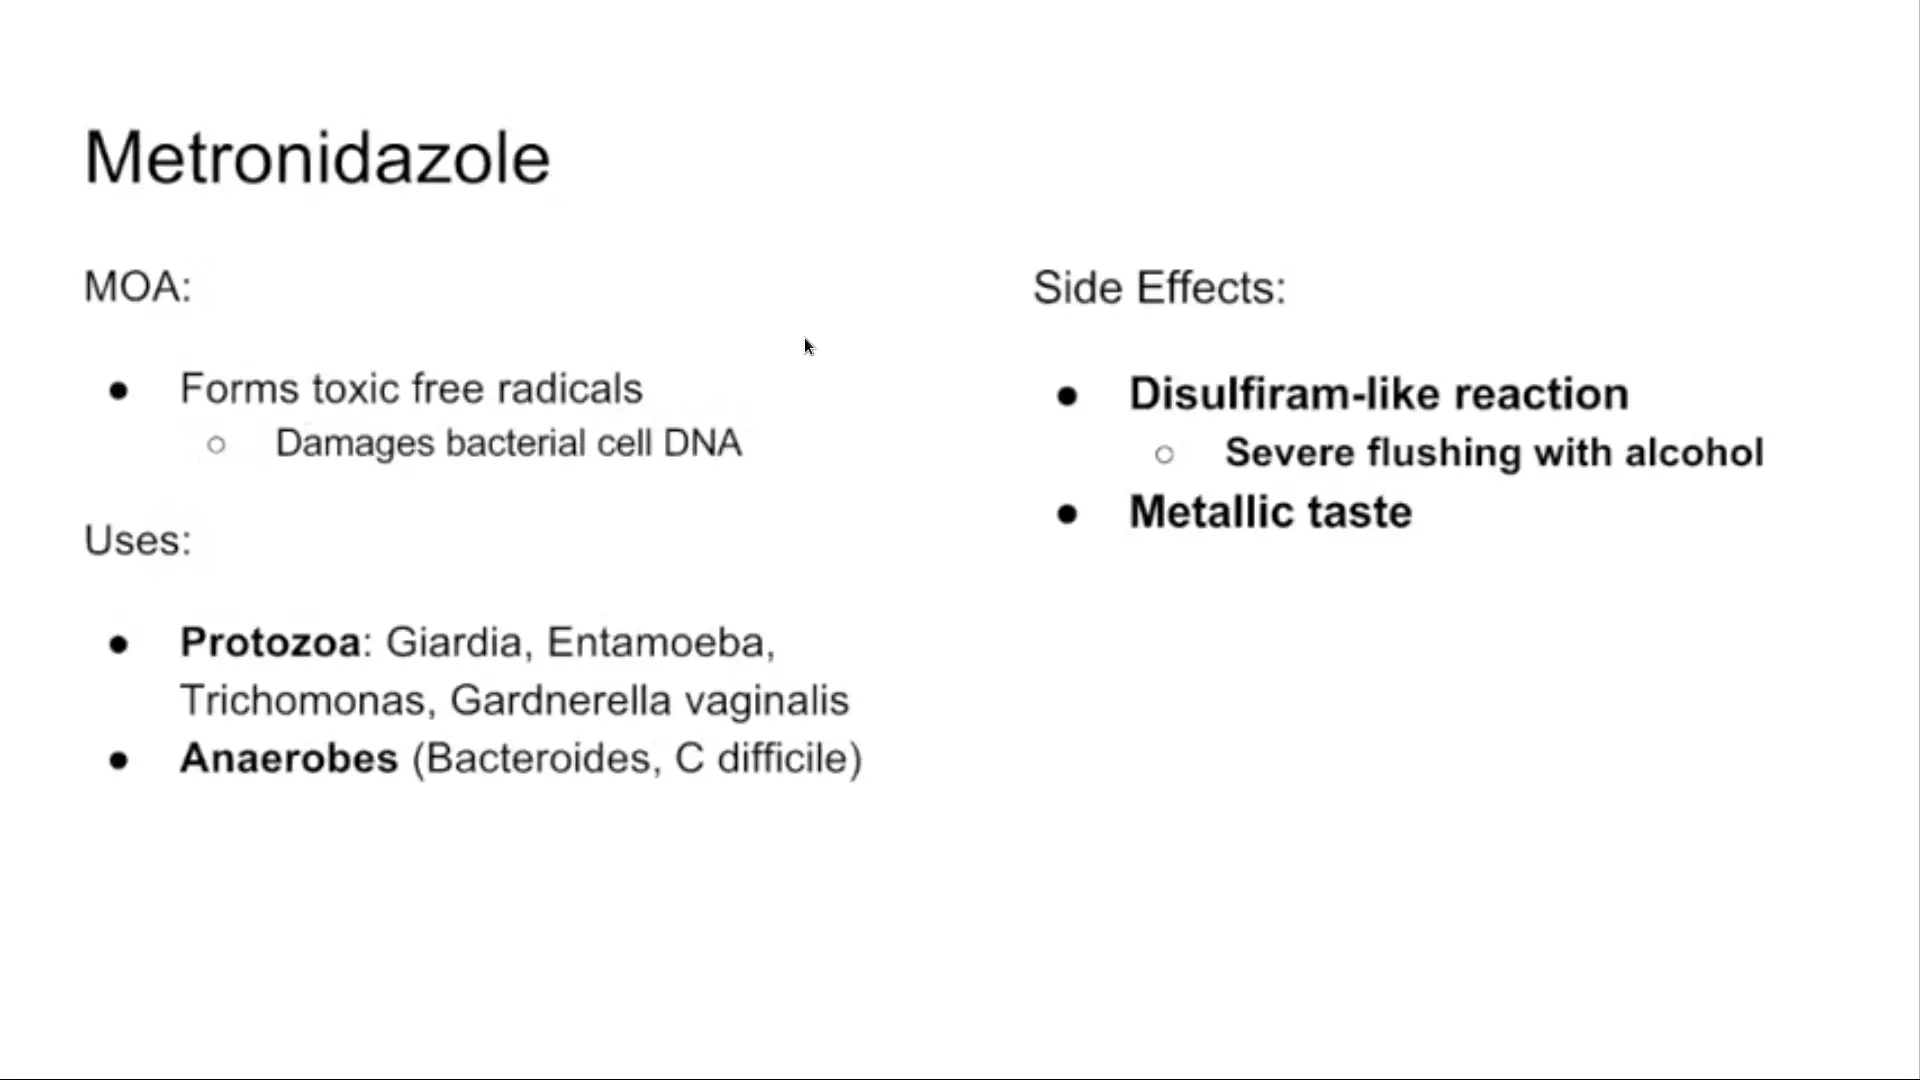 Metronidazole
MOA:
● Forms toxic free radicals
○ Damages bacterial cell DNA
Uses:
● Protozoa: Giardia, Entamoeba,
Trichomonas, Gardnerella vaginalis
● Anaerobes (Bacteroides, C difficile)
Side Effects:
● Disulfiram-like reaction
○ Severe flushing with alcohol
● Metallic taste